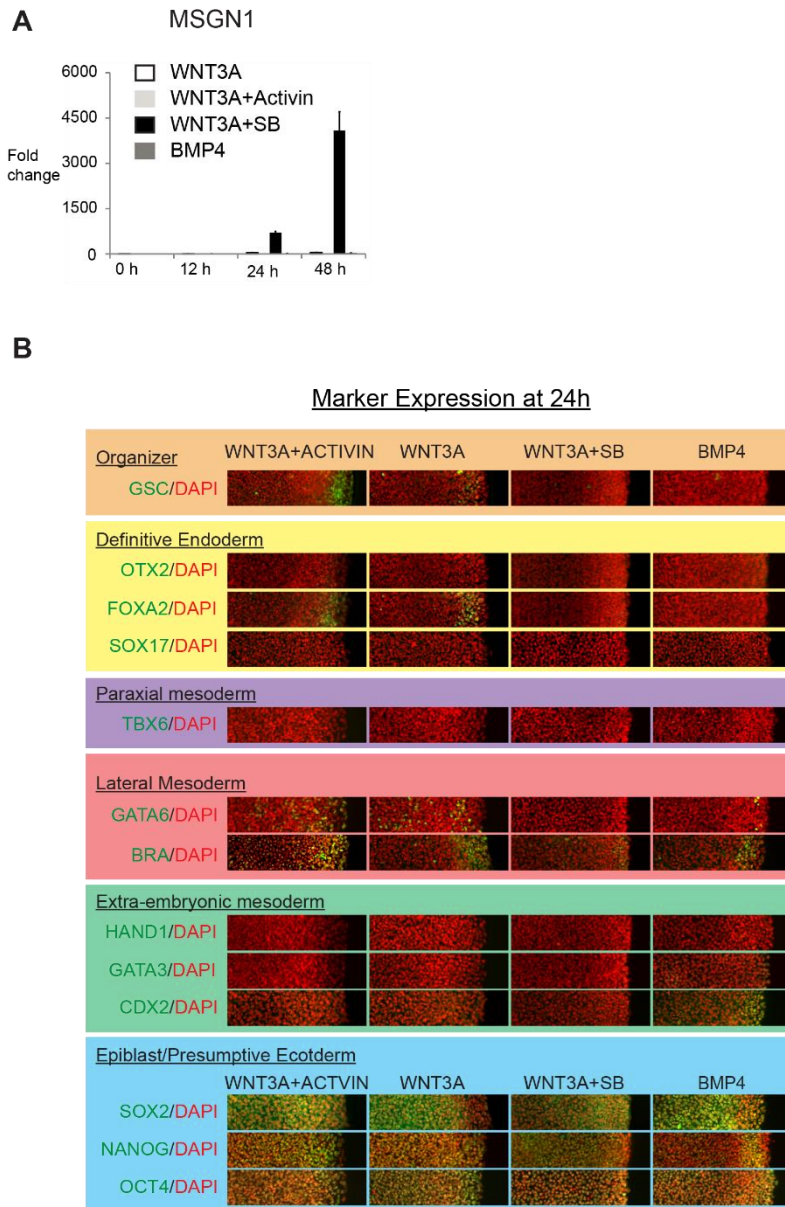 A
MSGN1
6000
4500
3000
1500
0
Fold
change
WNT3A
WNT3A+Activin
WNT3A+SB
BMP4
0 h
12 h
24 h
48 h
B
Marker Expression at 24h
WNT3A+ACTIVIN WNT3A WNT3A+SB BMP4
Organizer
GSC/DAPI
Definitive Endoderm
OTX2/DAPI
FOXA2/DAPI
SOX17/DAPI
Paraxial mesoderm
TBX6/DAPI
Lateral Mesoderm
GATA6/DAPI
BRA/DAPI
Extra-embryonic mesoderm
HAND1/DAPI
GATA3/DAPI
CDX2/DAPI
Epiblast/Presumptive Ecotderm
WNT3A+ACTVIN WNT3A WNT3A+SB BMP4
SOX2/DAPI
NANOG/DAPI
OCT4/DAPI